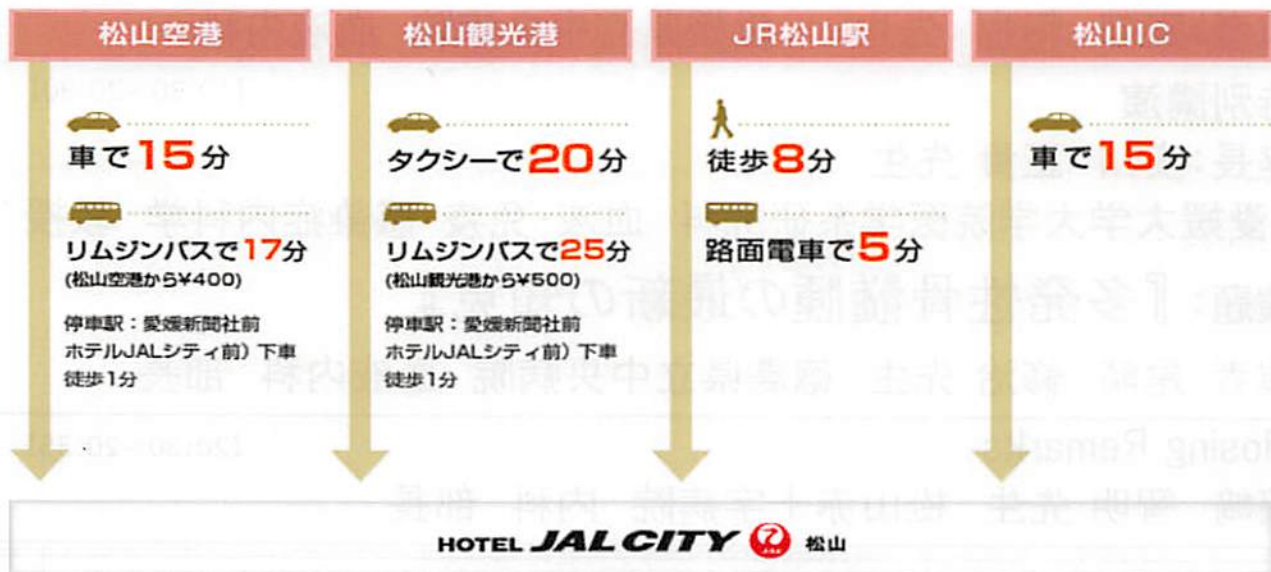 松山空港
車で15分
リムジンバスで17分
(松山空港から¥400)
停車駅：愛媛新聞社前
ホテルJALシティ前）下車
徒歩1分
松山観光港
タクシーで20分
リムジンバスで25分
(松山観光港から¥500)
停車駅：愛媛新聞社前
ホテルJALシティ前）下車
徒歩1分
JR松山駅
徒歩8分
路面電車で5分
松山IC
車で15分
HOTEL JAL CITY JAL 松山